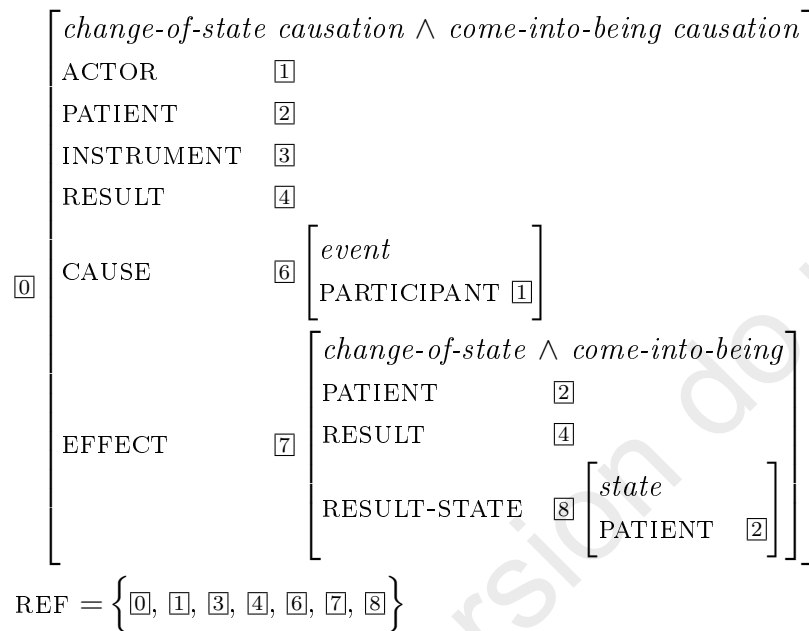 change-of-state causation ∧ come-into-being causation
ACTOR 1
PATIENT 2
INSTRUMENT 3
RESULT 4
0 CAUSE 6 event
PARTICIPANT 1
change-of-state ∧ come-into-being
PATIENT 2
EFFECT 7 RESULT 4
RESULT-STATE 8 state
PATIENT 2
REF = {0, 1, 3, 4, 6, 7, 8}
rsion do